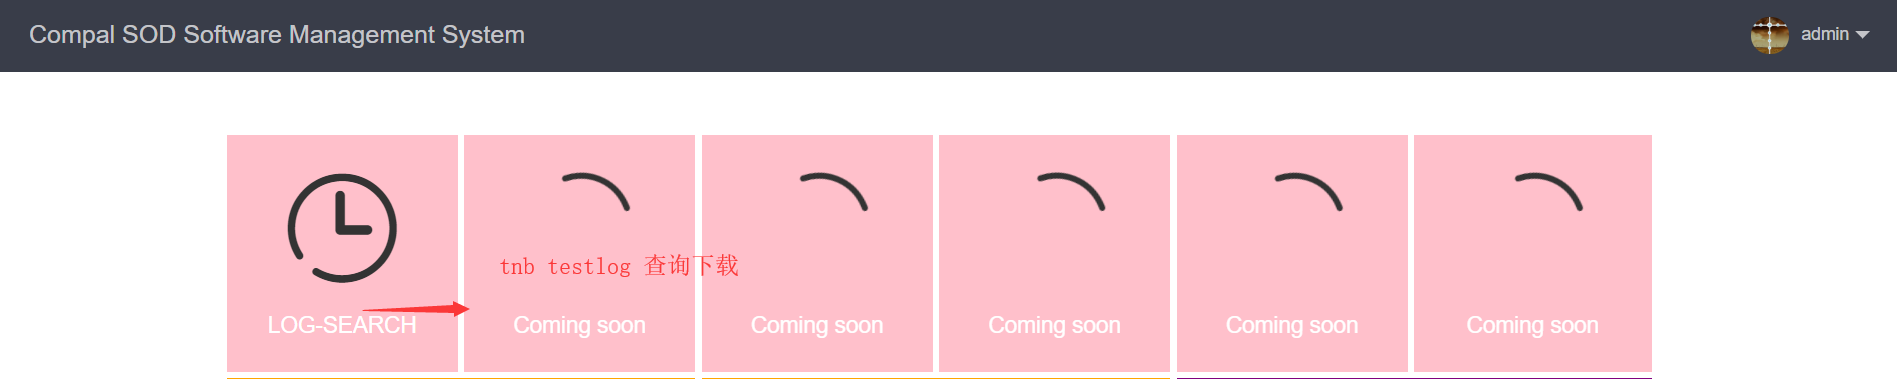 Compal SOD Software Management System
admin
tnb testlog 查询下载
LOG-SEARCH
Coming soon
Coming soon
Coming soon
Coming soon
Coming soon